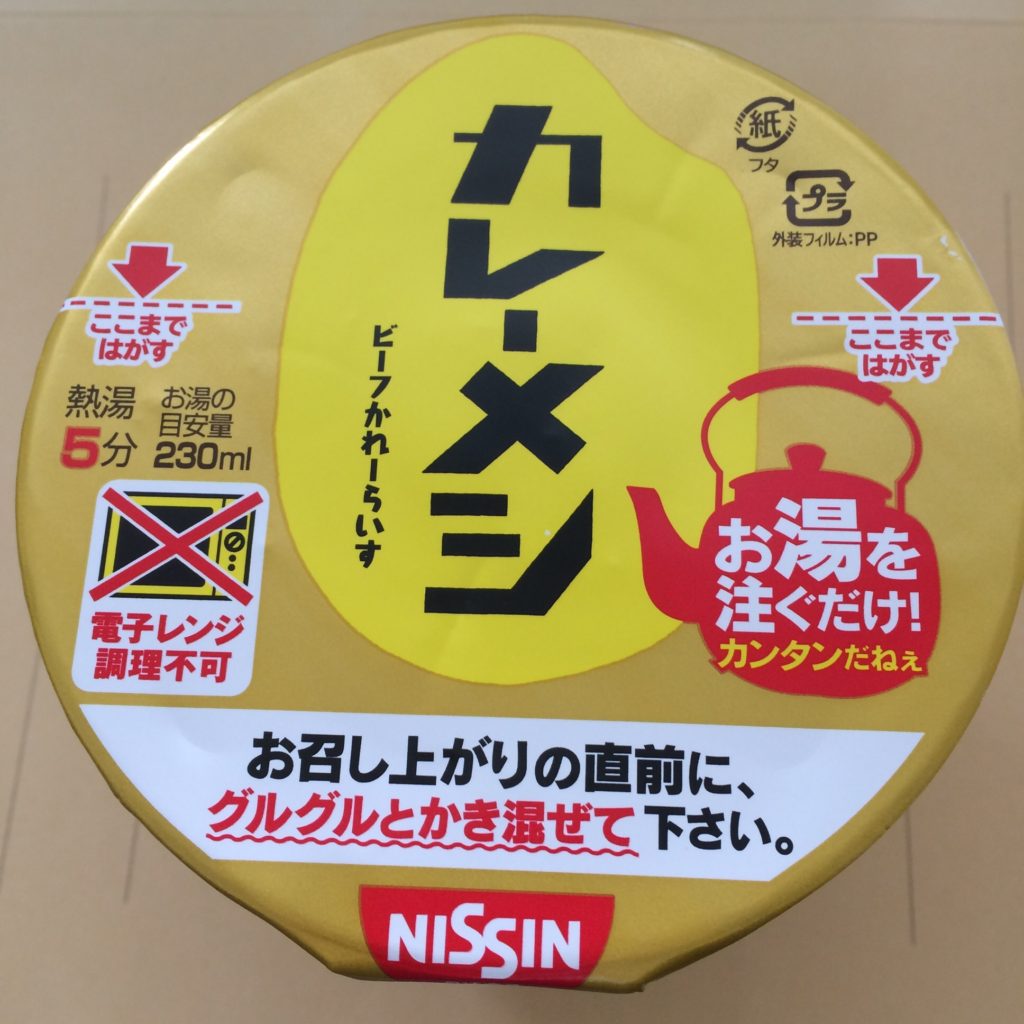 カレーメシ
ビーフかれーらいす
紙
フタ
プラ
外装フィルム:PP
ここまで
はがす
ここまで
はがす
熱湯
5分
お湯の
目安量
230ml
電子レンジ
調理不可
お湯を
注ぐだけ!
カンタンだねぇ
お召し上がりの直前に、
グルグルとかき混ぜて下さい。
NISSIN